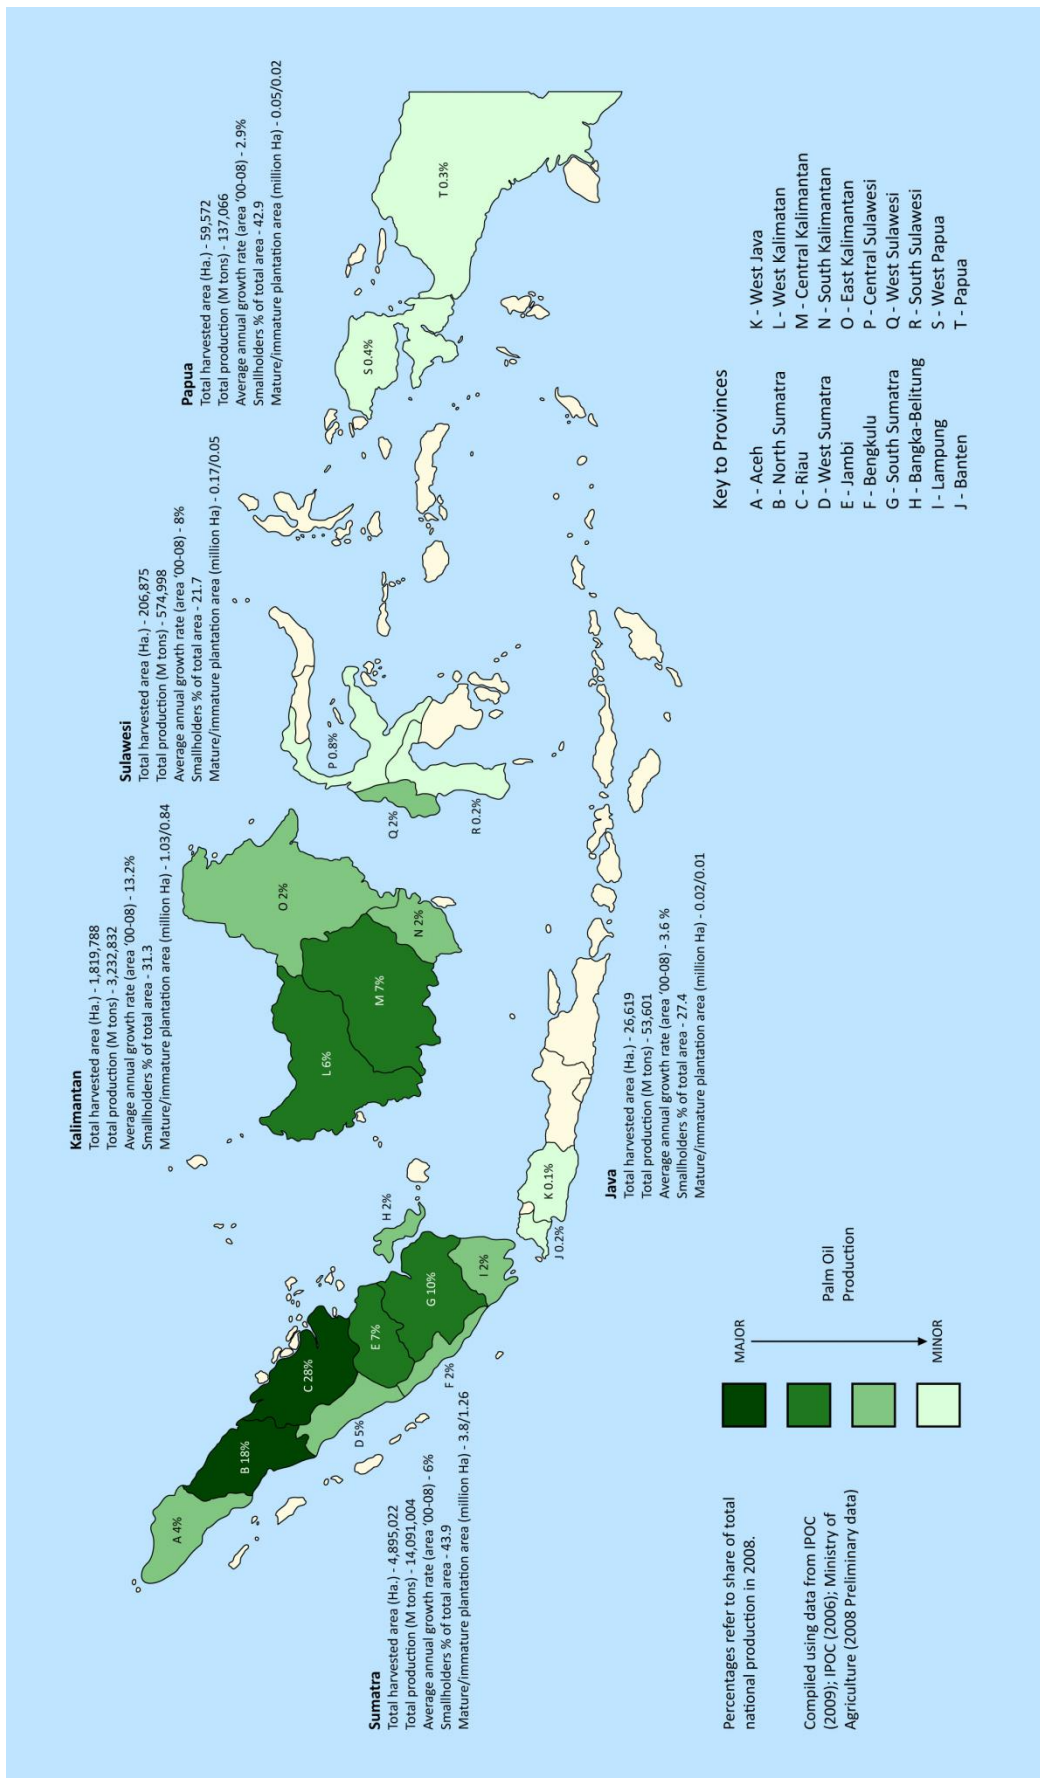 Sumatra
Total harvested area (Ha.) - 4,895,022
Total production (M tons) - 14,091,004
Average annual growth rate (area ‘00-08) - 6%
Smallholders % of total area - 43.9
Mature/immature plantation area (million Ha) - 3.8/1.26
Kalimantan
Total harvested area (Ha.) - 1,819,788
Total production (M tons) - 3,232,832
Average annual growth rate (area ‘00-08) - 13.2%
Smallholders % of total area - 31.3
Mature/immature plantation area (million Ha) - 1.03/0.84
Sulawesi
Total harvested area (Ha.) - 206,875
Total production (M tons) - 574,998
Average annual growth rate (area ‘00-08) - 8%
Smallholders % of total area - 21.7
Mature/immature plantation area (million Ha) - 0.17/0.05
Papua
Total harvested area (Ha.) - 59,572
Total production (M tons) - 137,066
Average annual growth rate (area ‘00-08) - 2.9%
Smallholders % of total area - 42.9
Mature/immature plantation area (million Ha) - 0.05/0.02
Java
Total harvested area (Ha.) - 26,619
Total production (M tons) - 53,601
Average annual growth rate (area ‘00-08) - 3.6 %
Smallholders % of total area - 27.4
Mature/immature plantation area (million Ha) - 0.02/0.01
A 4%
B 18%
C 28%
D 5%
E 7%
F 2%
G 10%
H 2%
I 2%
J 0.2%
K 0.1%
L 6%
M 7%
N 2%
O 2%
P 0.8%
Q 2%
R 0.2%
S 0.4%
T 0.3%
Percentages refer to share of total
national production in 2008.
Compiled using data from IPOC
(2009); IPOC (2006); Ministry of
Agriculture (2008 Preliminary data)
MAJOR
MINOR
Palm Oil
Production
Key to Provinces
A - Aceh
B - North Sumatra
C - Riau
D - West Sumatra
E - Jambi
F - Bengkulu
G - South Sumatra
H - Bangka-Belitung
I - Lampung
J - Banten
K - West Java
L - West Kalimatan
M - Central Kalimantan
N - South Kalimantan
O - East Kalimantan
P - Central Sulawesi
Q - West Sulawesi
R - South Sulawesi
S - West Papua
T - Papua